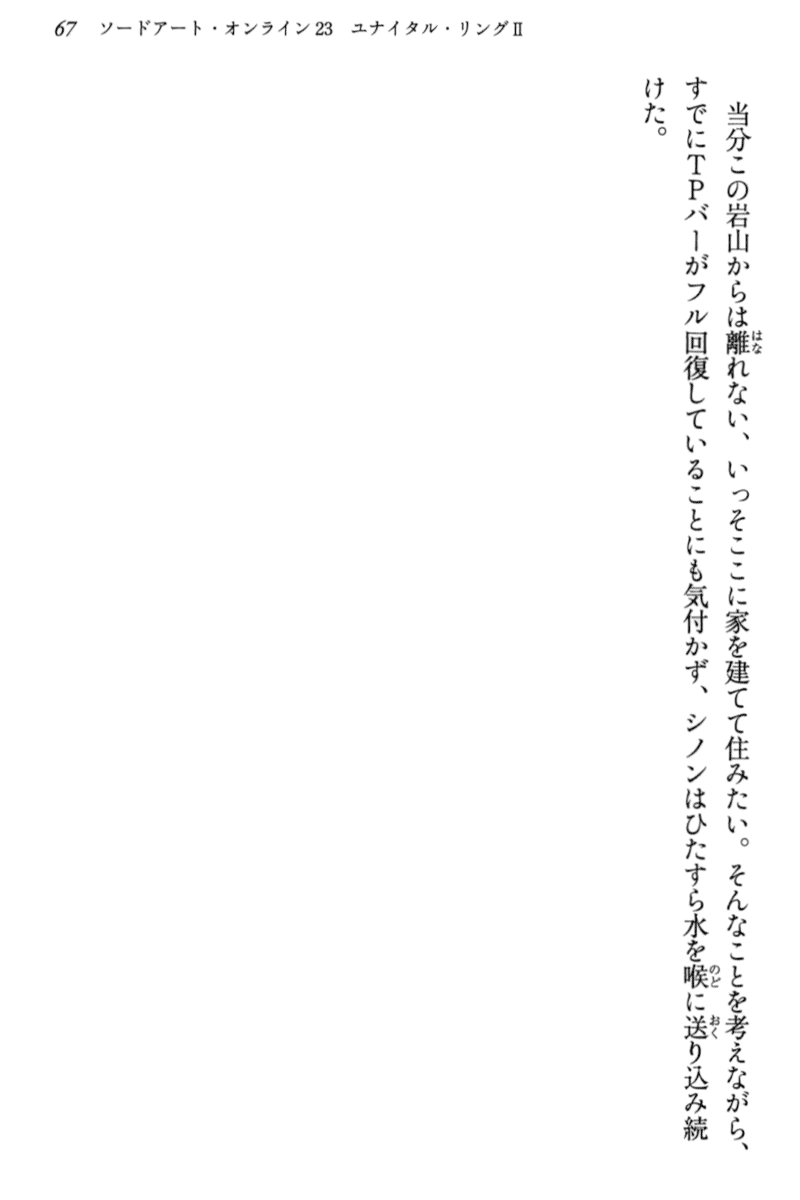 67 ソードアート・オンライン23 ユナイタル・リングⅡ
　当分この岩山からは離れない、いっそここに家を建てて住みたい。そんなことを考えながら、
すでにTPバーがフル回復していることにも気付かず、シノンはひたすら水を喉に送り込み続
けた。